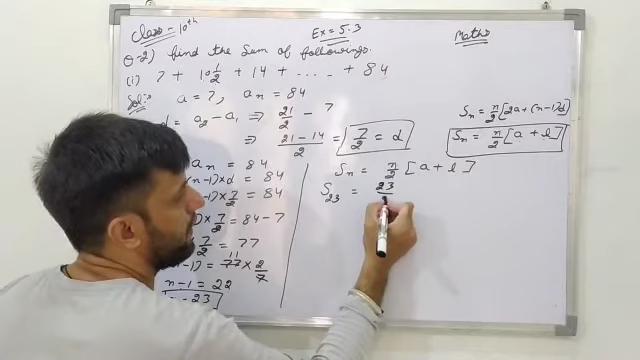 Class - 10th
Ex = 5.3
Maths
Q-2) find the Sum of followings.
(i) 7 + 10 1/2 + 14 + .... + 84
Sol:-
a = 7, an = 84
d = a2 - a1 ⇒ 21/2 - 7
⇒ (21 - 14)/2 = 7/2 = d
an = 84
n-1) × d = 84
-1) × 7/2 = 84
) × 7/2 = 84 - 7
7/2 = 77
-1) = 77 × 2/7
11
n-1 = 22
23
Sn = n/2 [2a + (n-1)d]
Sn = n/2 [a + l]
Sn = n/2 [a + l]
S23 = 23